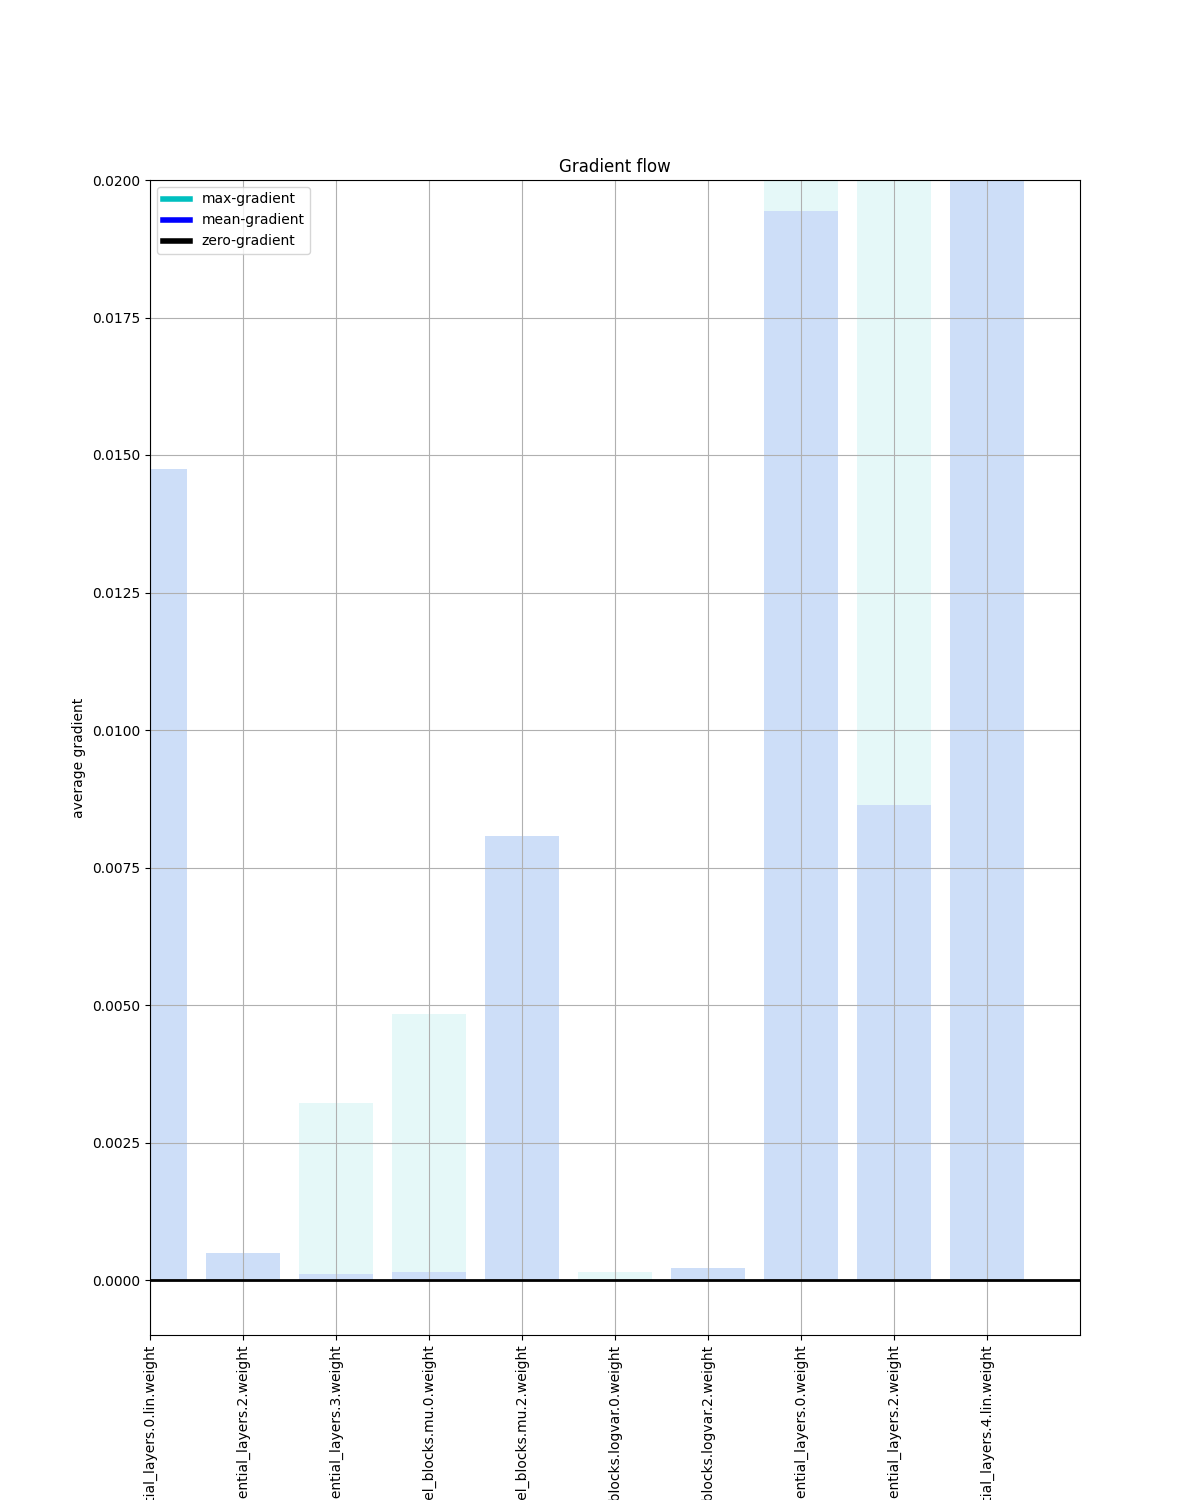 Gradient flow
max-gradient
mean-gradient
zero-gradient
0.0200
0.0175
0.0150
0.0125
0.0100
0.0075
0.0050
0.0025
0.0000
average gradient
tial_layers.0.lin.weight
ential_layers.2.weight
ential_layers.3.weight
el_blocks.mu.0.weight
el_blocks.mu.2.weight
blocks.logvar.0.weight
blocks.logvar.2.weight
ential_layers.0.weight
ential_layers.2.weight
tial_layers.4.lin.weight